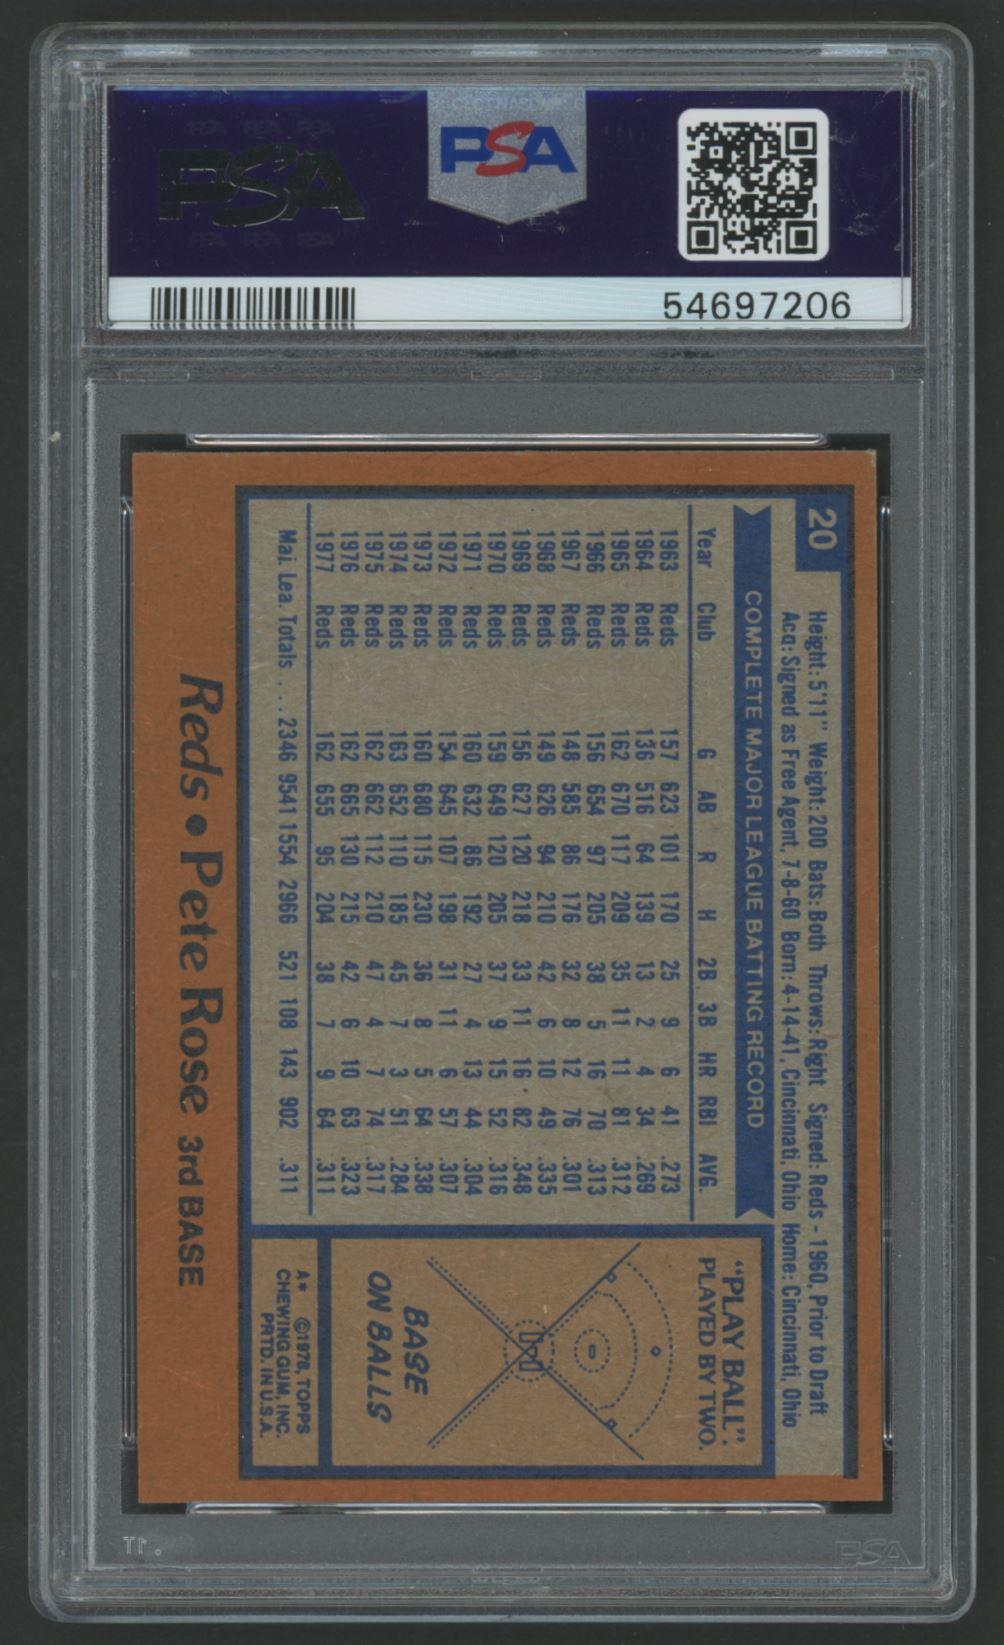 PSA
PSA
54697206
20
Height: 5'11" Weight: 200 Bats: Both Throws: Right Signed: Reds - 1960, Prior to Draft
Acq: Signed as Free Agent, 7-8-60 Born: 4-14-41, Cincinnati, Ohio Home: Cincinnati, Ohio
COMPLETE MAJOR LEAGUE BATTING RECORD
Year Club G AB R H 2B. 3B HR RBI AVG.
1963 Reds 157 623 101 170 25 9 6 41 .273
1964 Reds 136 516 64 139 13 2 4 34 .269
1965 Reds 162 670 117 209 35 11 11 81 .312
1966 Reds 156 654 97 205 38 5 16 70 .313
1967 Reds 148 585 86 176 32 8 12 76 .301
1968 Reds 149 626 94 210 42 6 10 49 .335
1969 Reds 156 627 120 218 33 11 16 82 .348
1970 Reds 159 649 120 205 37 9 15 52 .316
1971 Reds 160 632 86 192 27 4 13 44 .304
1972 Reds 154 645 107 198 31 11 6 57 .307
1973 Reds 160 680 115 230 36 8 5 64 .338
1974 Reds 163 652 110 185 45 7 3 51 .284
1975 Reds 162 662 112 210 47 4 7 74 .317
1976 Reds 162 665 130 215 42 6 10 63 .323
1977 Reds 162 655 95 204 38 7 9 64 .311
Maj. Lea. Totals . . . 2346 9541 1554 2966 521 108 143 902 .311
"PLAY BALL".
PLAYED BY TWO.
BASE
ON BALLS
A* ©1978, TOPPS
CHEWING GUM, INC.
PRTD. IN U.S.A.
Reds • Pete Rose 3rd BASE
PSA